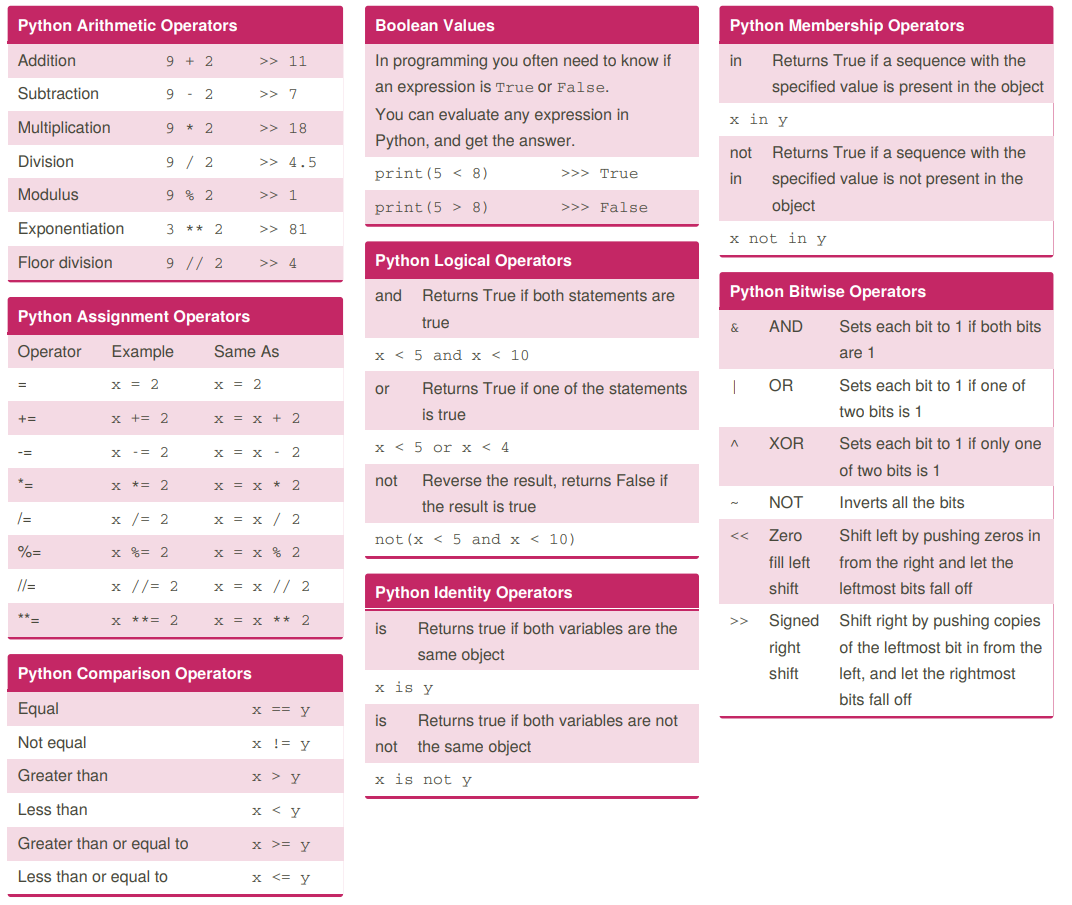 Python Arithmetic Operators
Addition 9 + 2 >> 11
Subtraction 9 - 2 >> 7
Multiplication 9 * 2 >> 18
Division 9 / 2 >> 4.5
Modulus 9 % 2 >> 1
Exponentiation 3 ** 2 >> 81
Floor division 9 // 2 >> 4
Python Assignment Operators
Operator Example Same As
= x = 2 x = 2
+= x += 2 x = x + 2
-= x -= 2 x = x - 2
*= x *= 2 x = x * 2
/= x /= 2 x = x / 2
%= x %= 2 x = x % 2
//= x //= 2 x = x // 2
**= x **= 2 x = x ** 2
Python Comparison Operators
Equal x == y
Not equal x != y
Greater than x > y
Less than x < y
Greater than or equal to x >= y
Less than or equal to x <= y
Boolean Values
In programming you often need to know if
an expression is True or False.
You can evaluate any expression in
Python, and get the answer.
print(5 < 8) >>> True
print(5 > 8) >>> False
Python Logical Operators
and Returns True if both statements are
true
x < 5 and x < 10
or Returns True if one of the statements
is true
x < 5 or x < 4
not Reverse the result, returns False if
the result is true
not(x < 5 and x < 10)
Python Identity Operators
is Returns true if both variables are the
same object
x is y
is Returns true if both variables are not
not the same object
x is not y
Python Membership Operators
in Returns True if a sequence with the
specified value is present in the object
x in y
not Returns True if a sequence with the
in specified value is not present in the
object
x not in y
Python Bitwise Operators
& AND Sets each bit to 1 if both bits
are 1
| OR Sets each bit to 1 if one of
two bits is 1
^ XOR Sets each bit to 1 if only one
of two bits is 1
~ NOT Inverts all the bits
<< Zero Shift left by pushing zeros in
fill left from the right and let the
shift leftmost bits fall off
>> Signed Shift right by pushing copies
right of the leftmost bit in from the
shift left, and let the rightmost
bits fall off